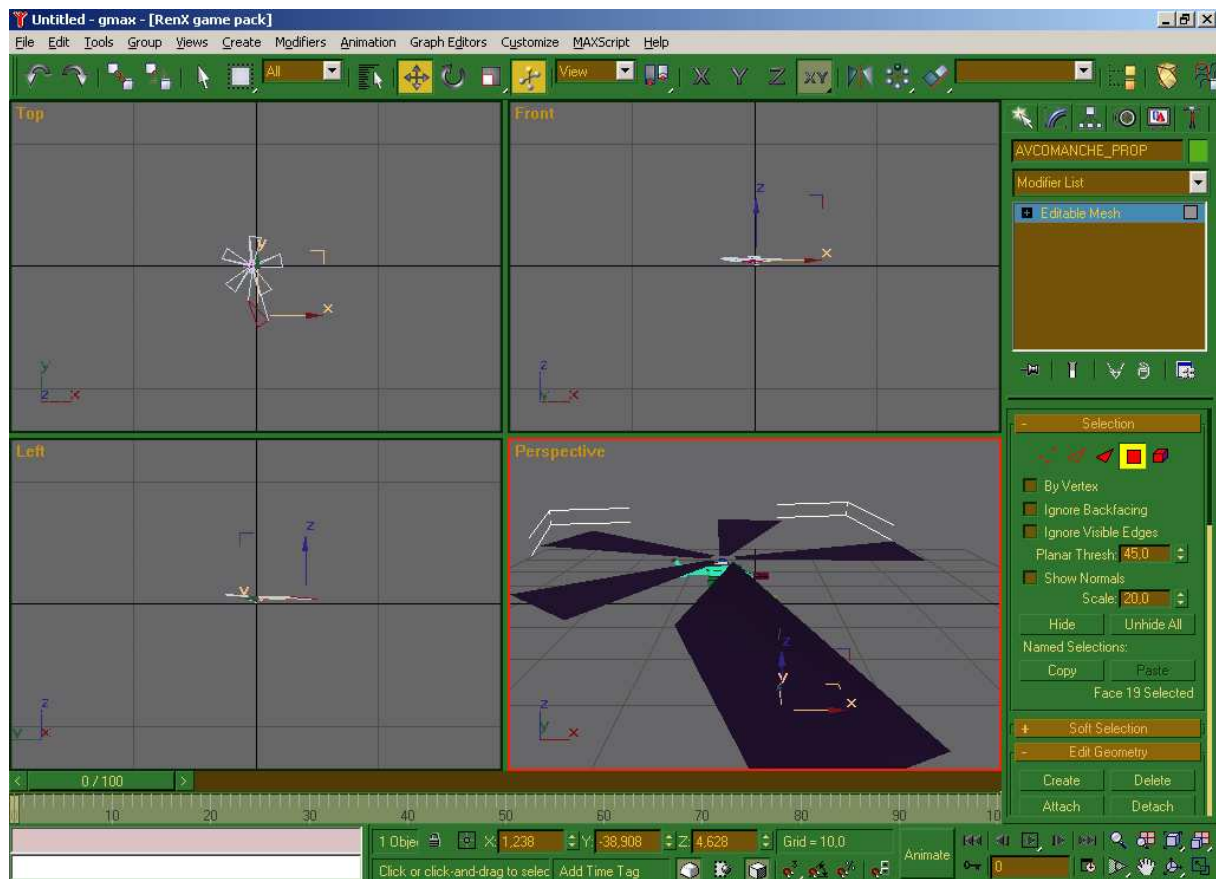 Untitled - gmax - [RenX game pack]
File Edit Tools Group Views Create Modifiers Animation Graph Editors Customize MAXScript Help
All View X Y Z XY
Top
Front
AVCOMANCHE_PROP
Modifier List
Editable Mesh
z
y
x
x
y
z x
z
y x
Left
Perspective
Selection
By Vertex
Ignore Backfacing
Ignore Visible Edges
Planar Thresh: 45,0
Show Normals
Scale: 20,0
Hide Unhide All
Named Selections:
Copy Paste
Face 19 Selected
z
y
z
y
x
z
y x
z
y x
Soft Selection
Edit Geometry
Create Delete
Attach Detach
0 / 100
10 20 30 40 50 60 70 80 90 10
1 Obje X: 1,238 Y: -38,908 Z: 4,628 Grid = 10,0
Animate
Click or click-and-drag to selec Add Time Tag
0